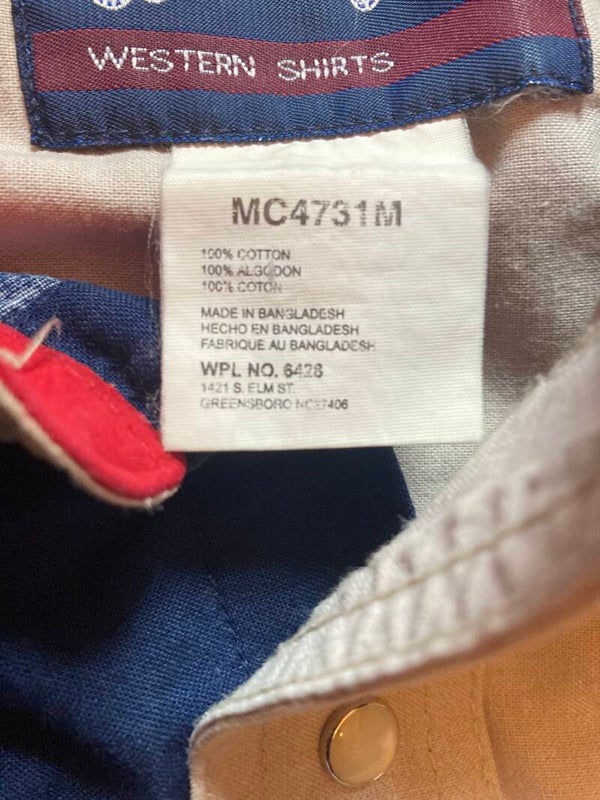 WESTERN SHIRTS
MC4731M
100% COTTON
100% ALGODON
100% COTON
MADE IN BANGLADESH
HECHO EN BANGLADESH
FABRIQUE AU BANGLADESH
WPL NO. 6428
1421 S. ELM ST.
GREENSBORO NC 27406